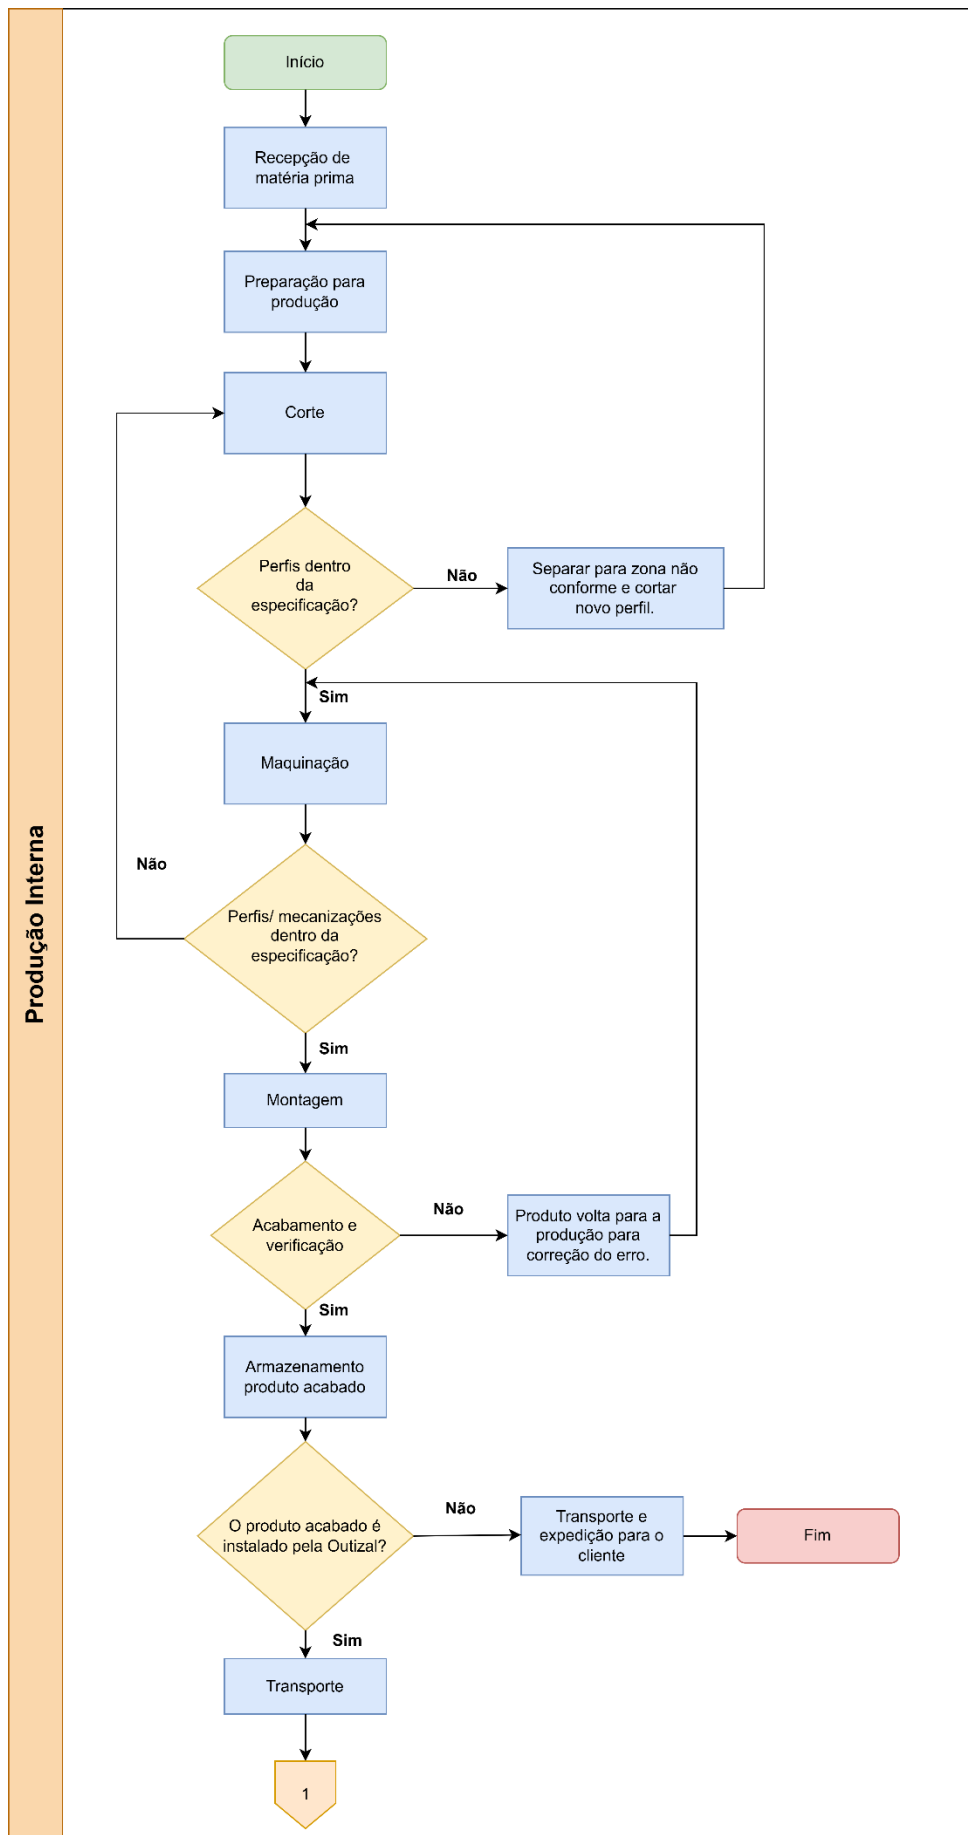 Produção Interna
Início
Recepção de
matéria prima
Preparação para
produção
Corte
Perfis dentro
da
especificação?
Não
Separar para zona não
conforme e cortar
novo perfil.
Sim
Maquinação
Não
Perfis/ mecanizações
dentro da
especificação?
Sim
Montagem
Acabamento e
verificação
Não
Produto volta para a
produção para
correção do erro.
Sim
Armazenamento
produto acabado
O produto acabado é
instalado pela Outizal?
Não
Transporte e
expedição para o
cliente
Fim
Sim
Transporte
1